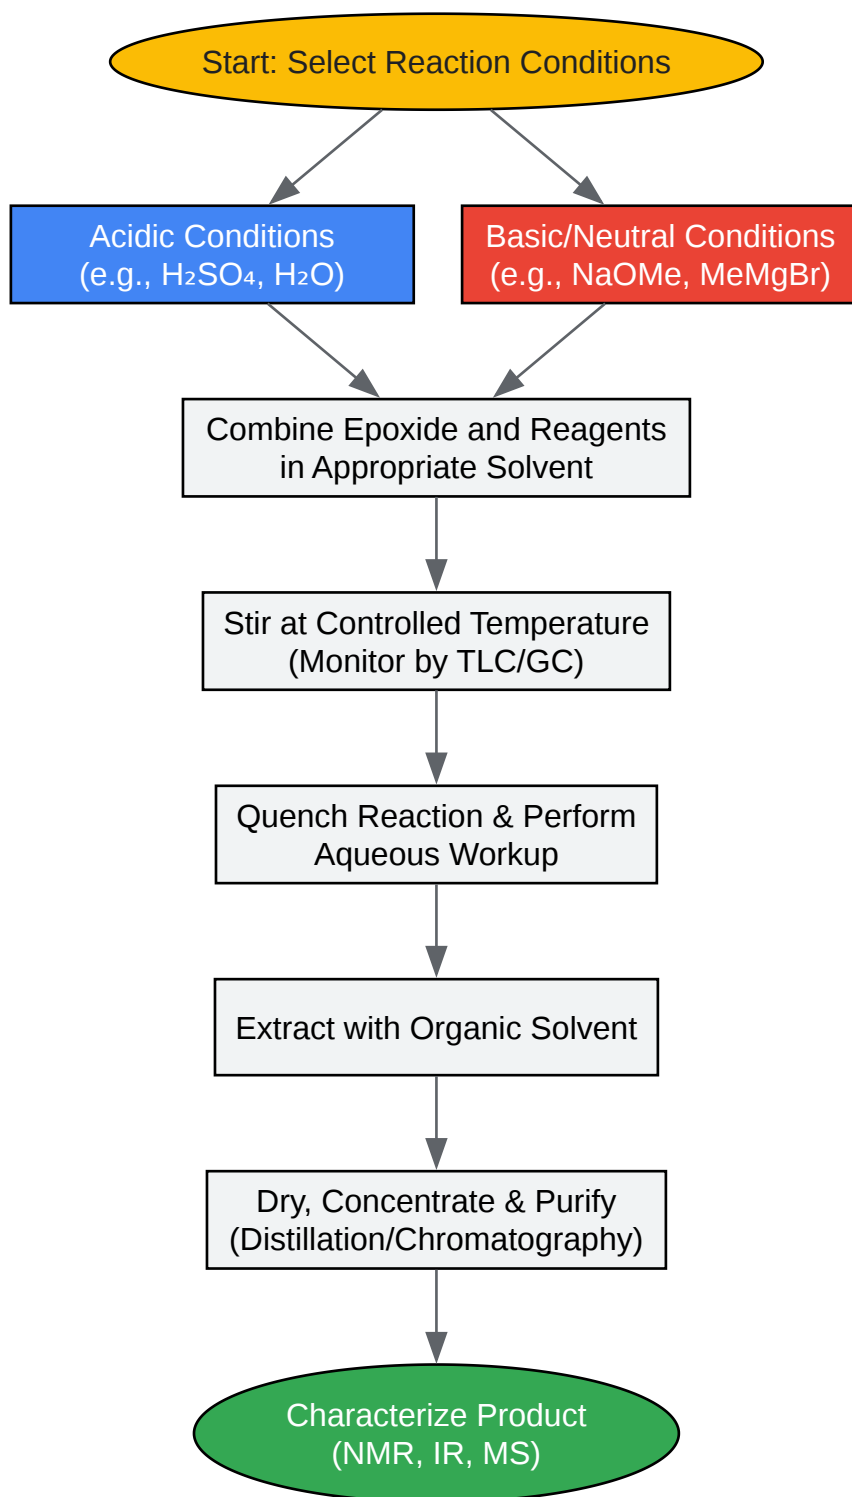 Start: Select Reaction Conditions
Acidic Conditions
(e.g., H₂SO₄, H₂O)
Basic/Neutral Conditions
(e.g., NaOMe, MeMgBr)
Combine Epoxide and Reagents
in Appropriate Solvent
Stir at Controlled Temperature
(Monitor by TLC/GC)
Quench Reaction & Perform
Aqueous Workup
Extract with Organic Solvent
Dry, Concentrate & Purify
(Distillation/Chromatography)
Characterize Product
(NMR, IR, MS)